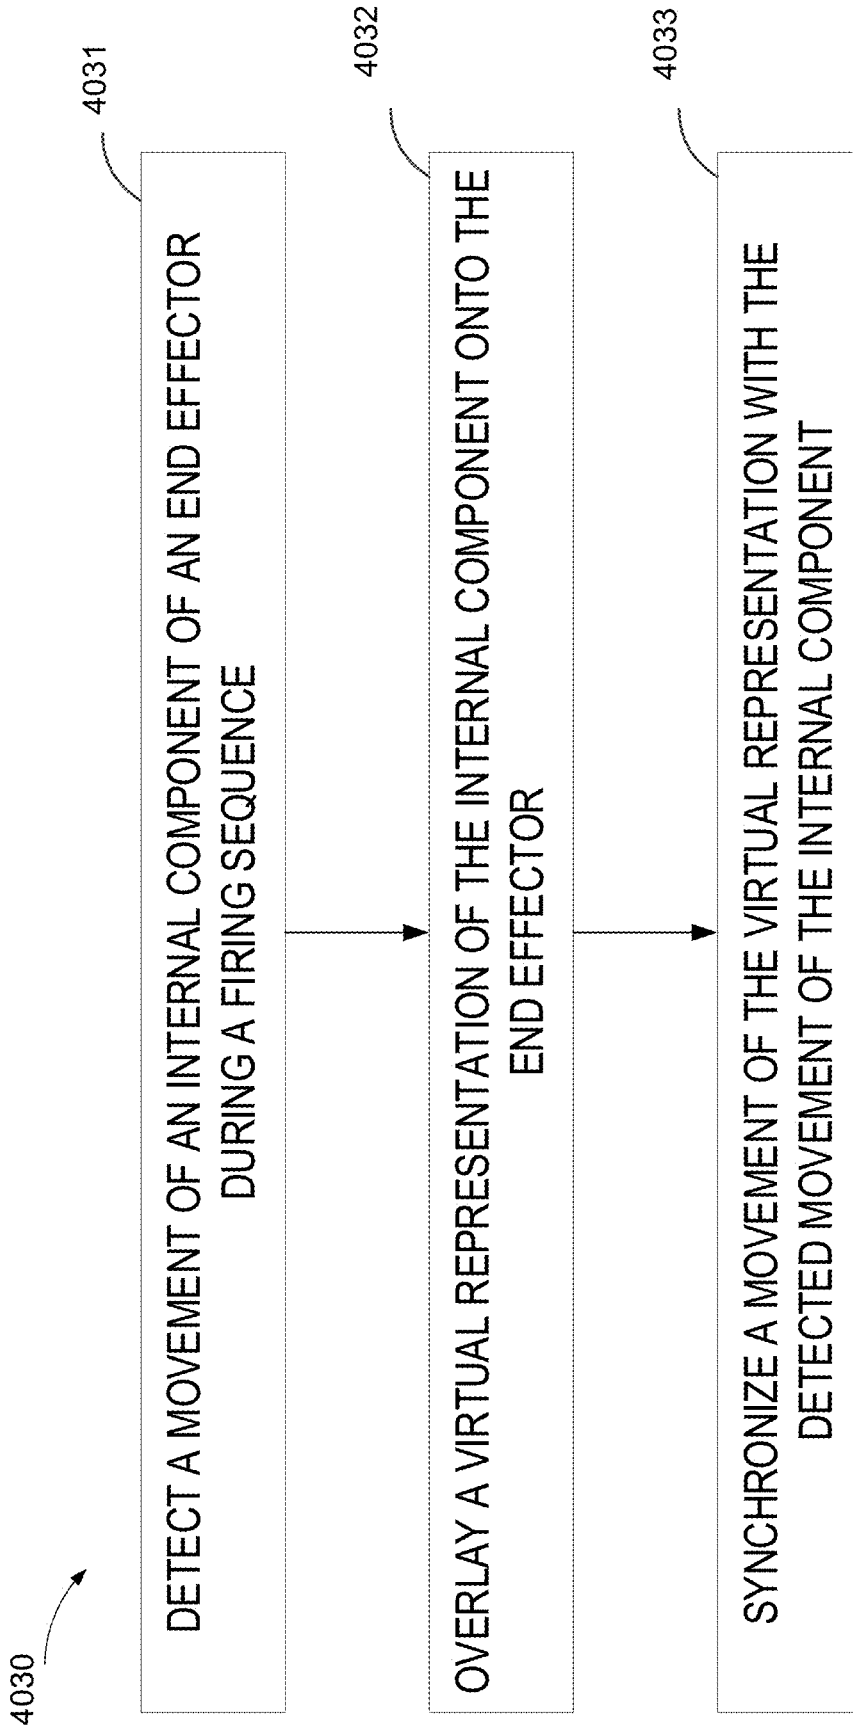 4030
4031
DETECT A MOVEMENT OF AN INTERNAL COMPONENT OF AN END EFFECTOR
DURING A FIRING SEQUENCE
4032
OVERLAY A VIRTUAL REPRESENTATION OF THE INTERNAL COMPONENT ONTO THE
END EFFECTOR
4033
SYNCHRONIZE A MOVEMENT OF THE VIRTUAL REPRESENTATION WITH THE
DETECTED MOVEMENT OF THE INTERNAL COMPONENT